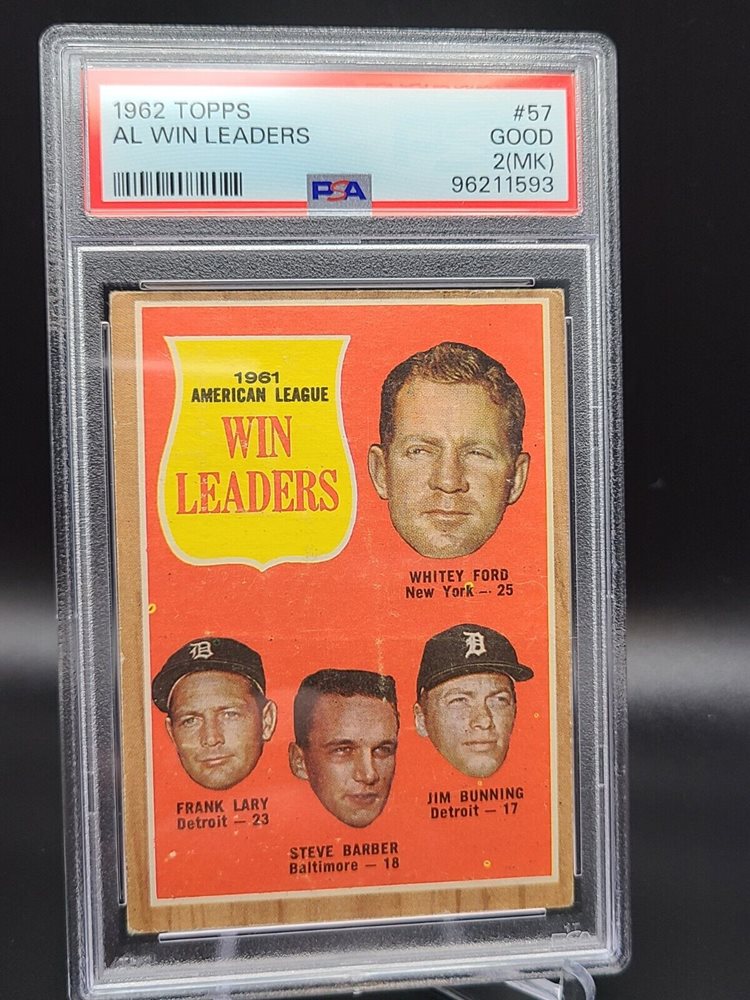 1962 TOPPS
#57
AL WIN LEADERS
GOOD
2(MK)
PSA
96211593
1961
AMERICAN LEAGUE
WIN
LEADERS
WHITEY FORD
New York — 25
D
D
FRANK LARY
Detroit — 23
JIM BUNNING
Detroit — 17
STEVE BARBER
Baltimore — 18